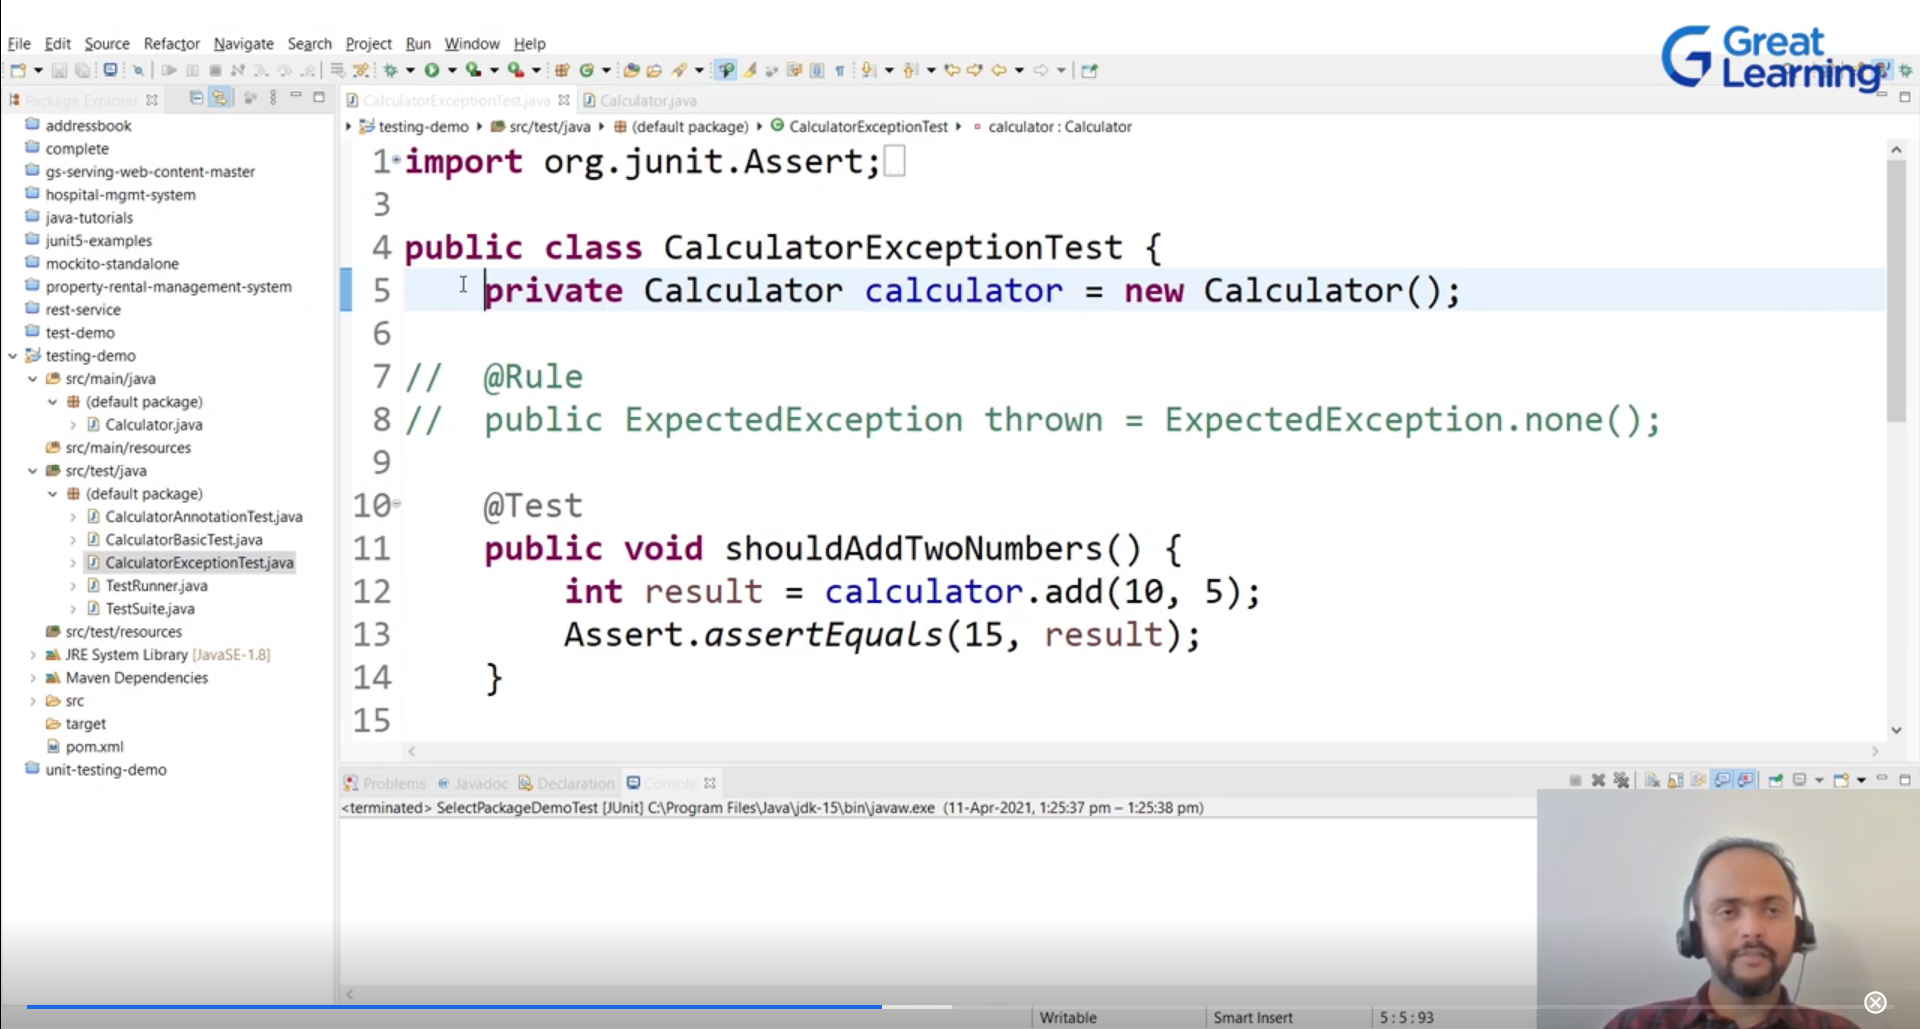 Great
Learning
File Edit Source Refactor Navigate Search Project Run Window Help
Package Explorer
CalculatorExceptionTest.java
Calculator.java
testing-demo src/test/java (default package) CalculatorExceptionTest calculator : Calculator
addressbook
complete
gs-serving-web-content-master
hospital-mgmt-system
java-tutorials
junit5-examples
mockito-standalone
property-rental-management-system
rest-service
test-demo
testing-demo
src/main/java
(default package)
Calculator.java
src/main/resources
src/test/java
(default package)
CalculatorAnnotationTest.java
CalculatorBasicTest.java
CalculatorExceptionTest.java
TestRunner.java
TestSuite.java
src/test/resources
JRE System Library [JavaSE-1.8]
Maven Dependencies
src
target
pom.xml
unit-testing-demo
1 import org.junit.Assert;
3
4 public class CalculatorExceptionTest {
5 private Calculator calculator = new Calculator();
6
7 // @Rule
8 // public ExpectedException thrown = ExpectedException.none();
9
10 @Test
11 public void shouldAddTwoNumbers() {
12 int result = calculator.add(10, 5);
13 Assert.assertEquals(15, result);
14 }
15
Problems Javadoc Declaration Console
<terminated> SelectPackageDemoTest [JUnit] C:\Program Files\Java\jdk-15\bin\javaw.exe (11-Apr-2021, 1:25:37 pm – 1:25:38 pm)
Writable Smart Insert 5 : 5 : 93